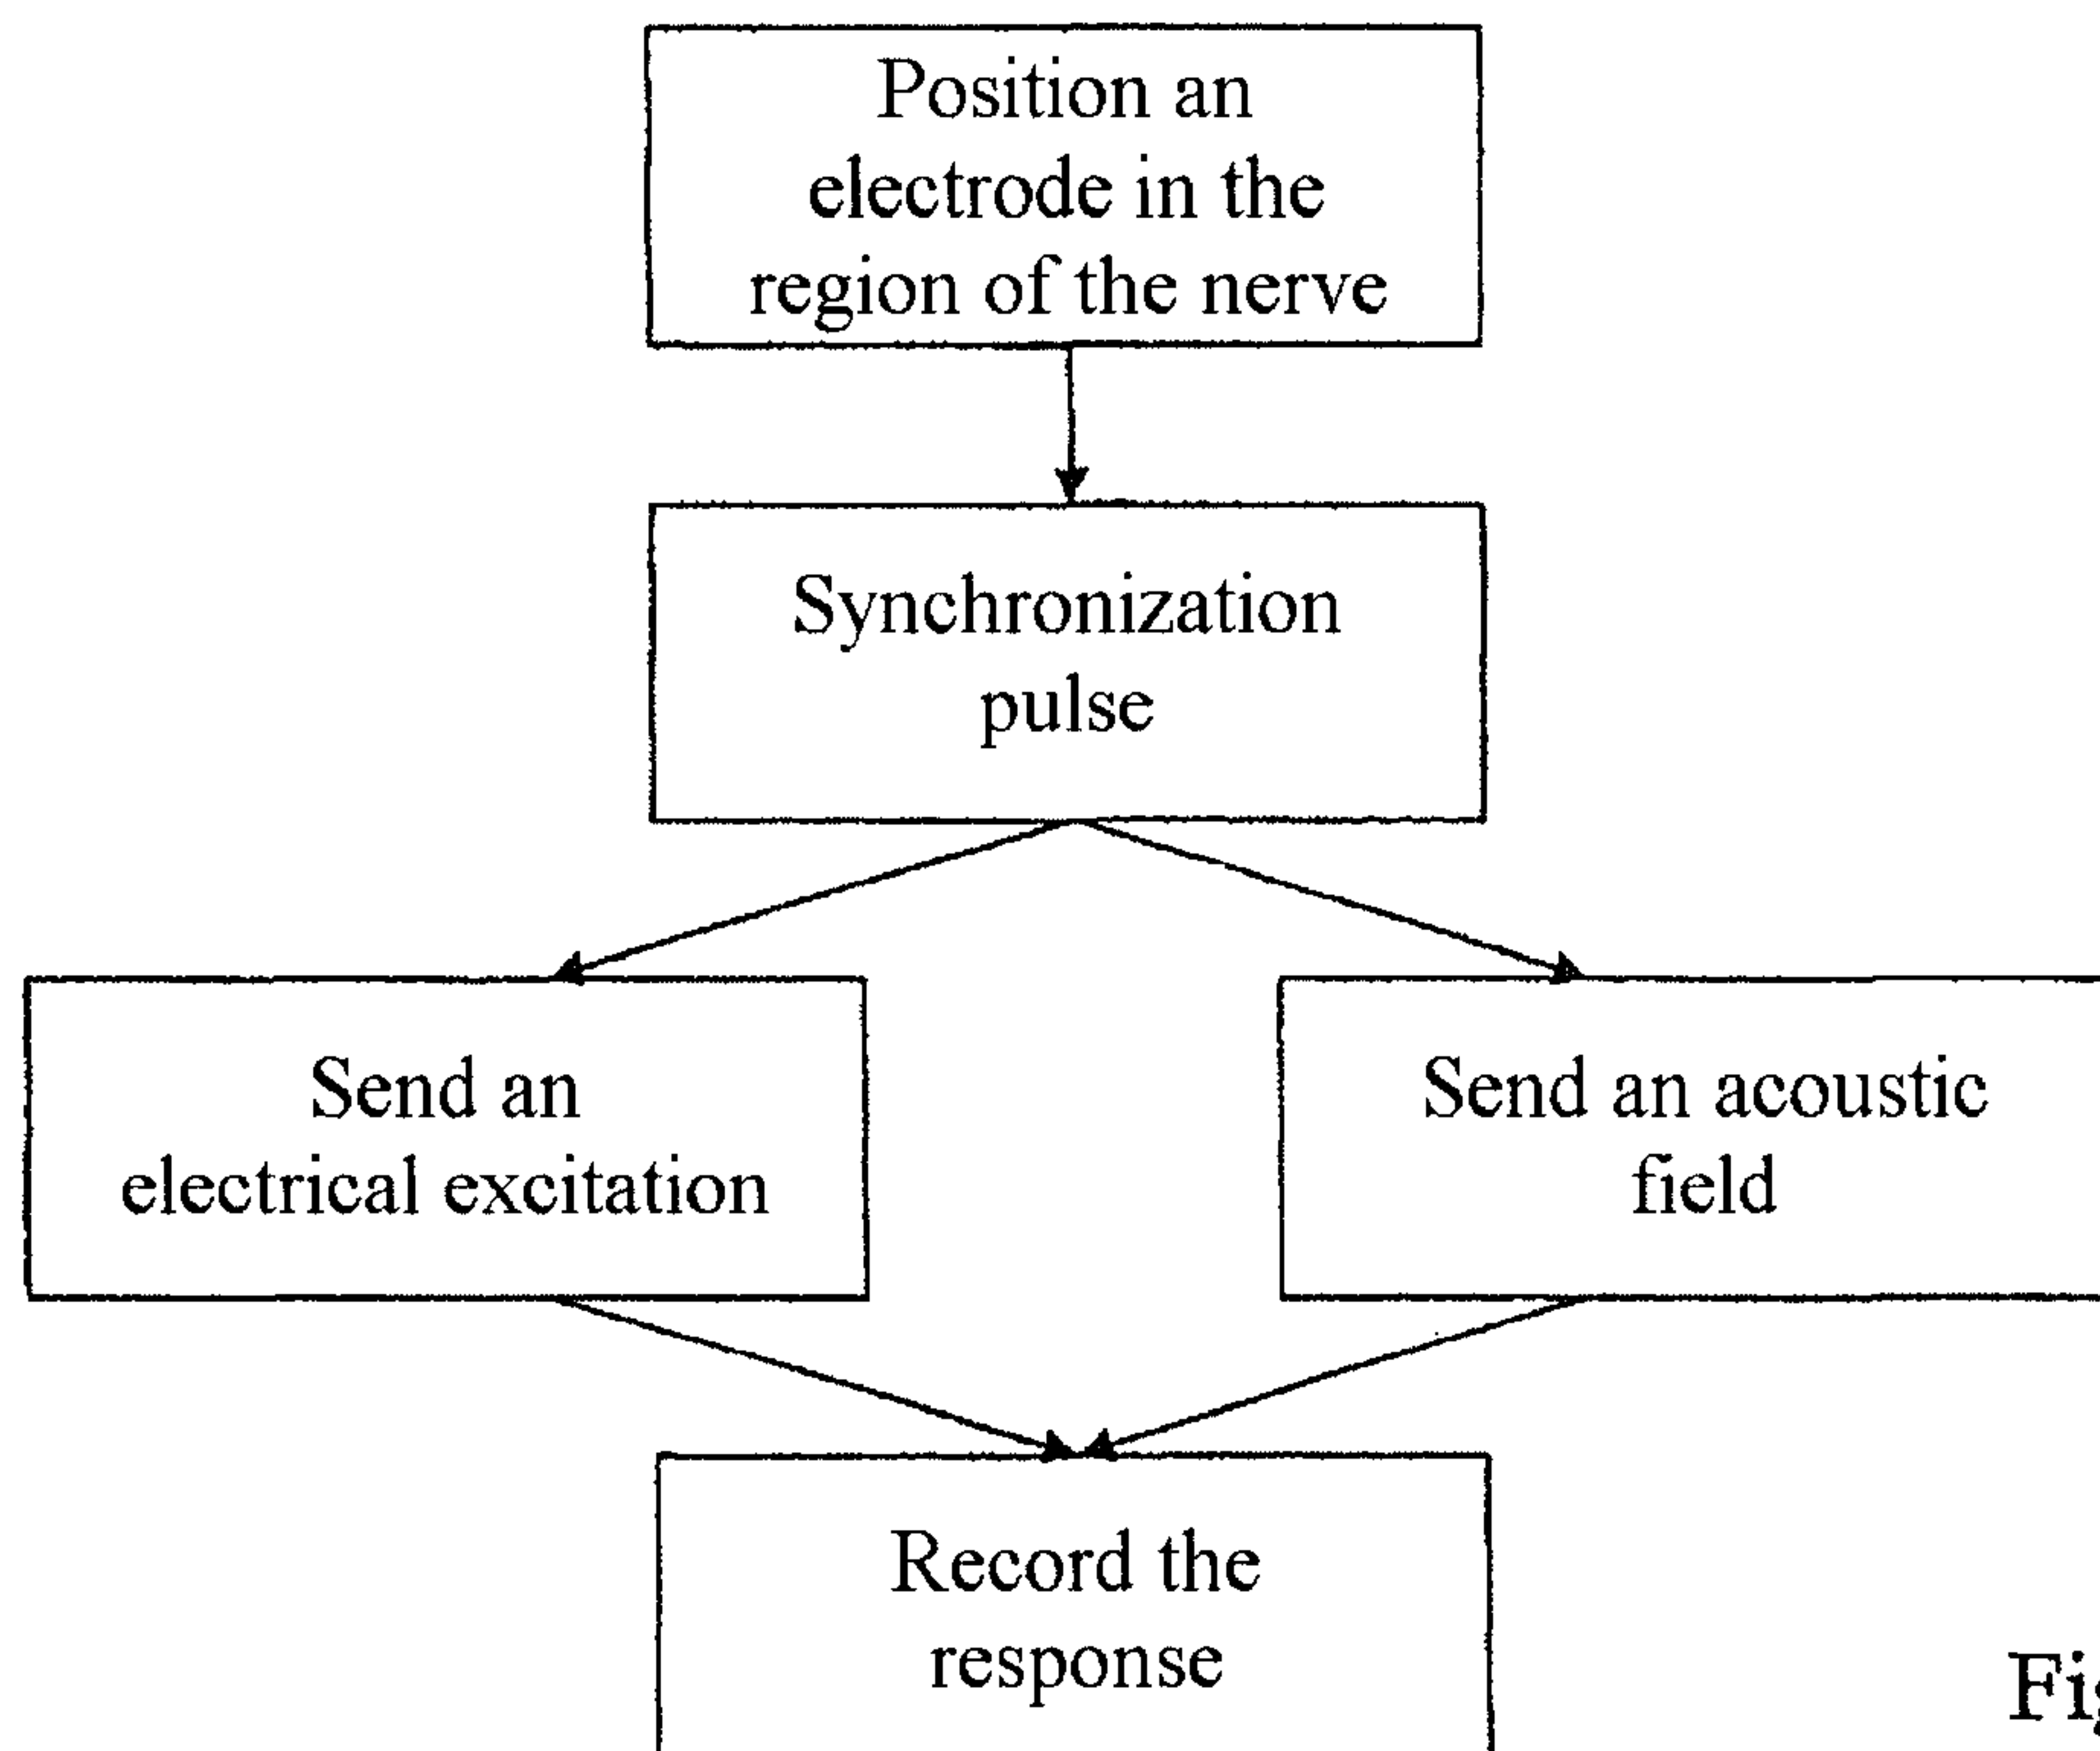 Position an
electrode in the
region of the nerve
Synchronization
pulse
Send an
electrical excitation
Send an acoustic
field
Record the
response